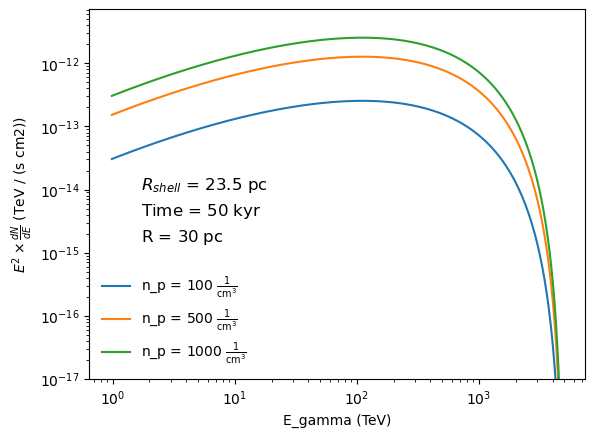 10⁻¹²
10⁻¹³
10⁻¹⁴
10⁻¹⁵
10⁻¹⁶
10⁻¹⁷
E² × dN/dE (TeV / (s cm2))
R_shell = 23.5 pc
Time = 50 kyr
R = 30 pc
n_p = 100 1/cm³
n_p = 500 1/cm³
n_p = 1000 1/cm³
10⁰ 10¹ 10² 10³
E_gamma (TeV)